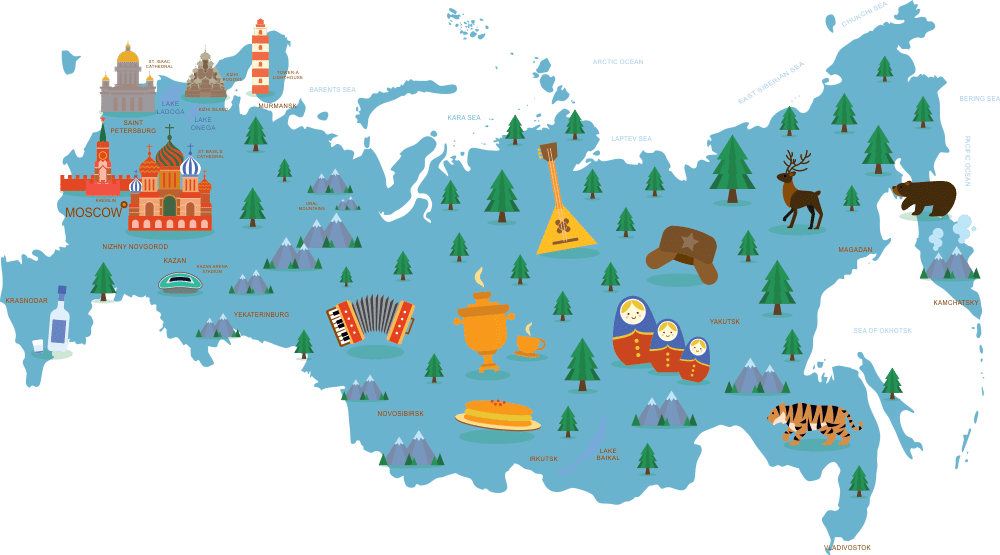 CHUKCHI SEA
ARCTIC OCEAN
EAST SIBERIAN SEA
BERING SEA
PACIFIC OCEAN
BARENTS SEA
KARA SEA
LAPTEV SEA
ST. ISAAC
CATHEDRAL
KIZHI
POGOST
TOWER-A
LIGHTHOUSE
MURMANSK
LAKE
LADOGA
KIZHI ISLAND
LAKE
ONEGA
SAINT
PETERSBURG
ST. BASIL'S
CATHEDRAL
KREMLIN
MOSCOW
URAL
MOUNTAINS
NIZHNY NOVGOROD
KAZAN
KAZAN ARENA
STADIUM
KRASNODAR
YEKATERINBURG
MAGADAN
KAMCHATSKY
YAKUTSK
SEA OF OKHOTSK
NOVOSIBIRSK
IRKUTSK
LAKE
BAIKAL
VLADIVOSTOK